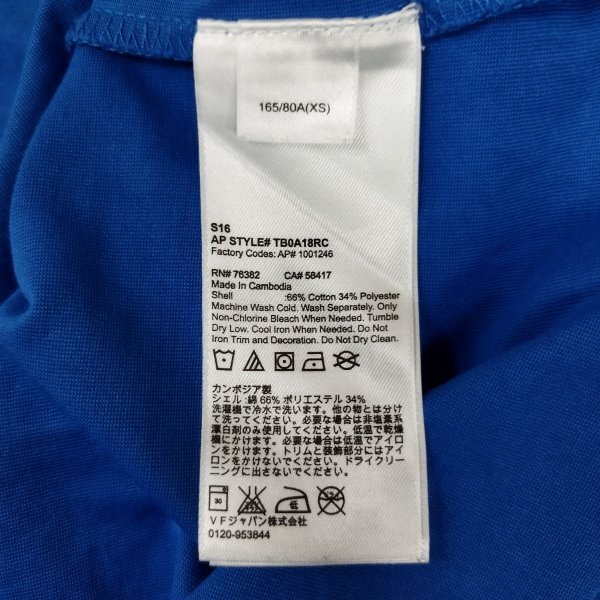 165/80A(XS)
S16
AP STYLE# TB0A18RC
Factory Codes: AP# 1001246
RN# 76382 CA# 58417
Made In Cambodia
Shell :66% Cotton 34% Polyester
Machine Wash Cold. Wash Separately. Only
Non-Chlorine Bleach When Needed. Tumble
Dry Low. Cool Iron When Needed. Do Not
Iron Trim and Decoration. Do Not Dry Clean.
カンボジア製
シェル :綿 66% ポリエステル 34%
洗濯機で冷水で洗います。他の物とは分け
て洗ってください。必要な場合は非塩素系
漂白剤のみ使用してください。低温で乾燥
機にかけます。必要な場合は低温でアイロ
ンをかけます。トリムと装飾部分にはアイ
ロンをかけないでください。ドライクリー
ニングに出さないでください。
30
低
VFジャパン株式会社
0120-953844